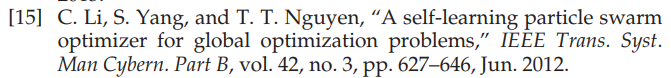 [15] C. Li, S. Yang, and T. T. Nguyen, “A self-learning particle swarm
optimizer for global optimization problems,” IEEE Trans. Syst.
Man Cybern. Part B, vol. 42, no. 3, pp. 627–646, Jun. 2012.